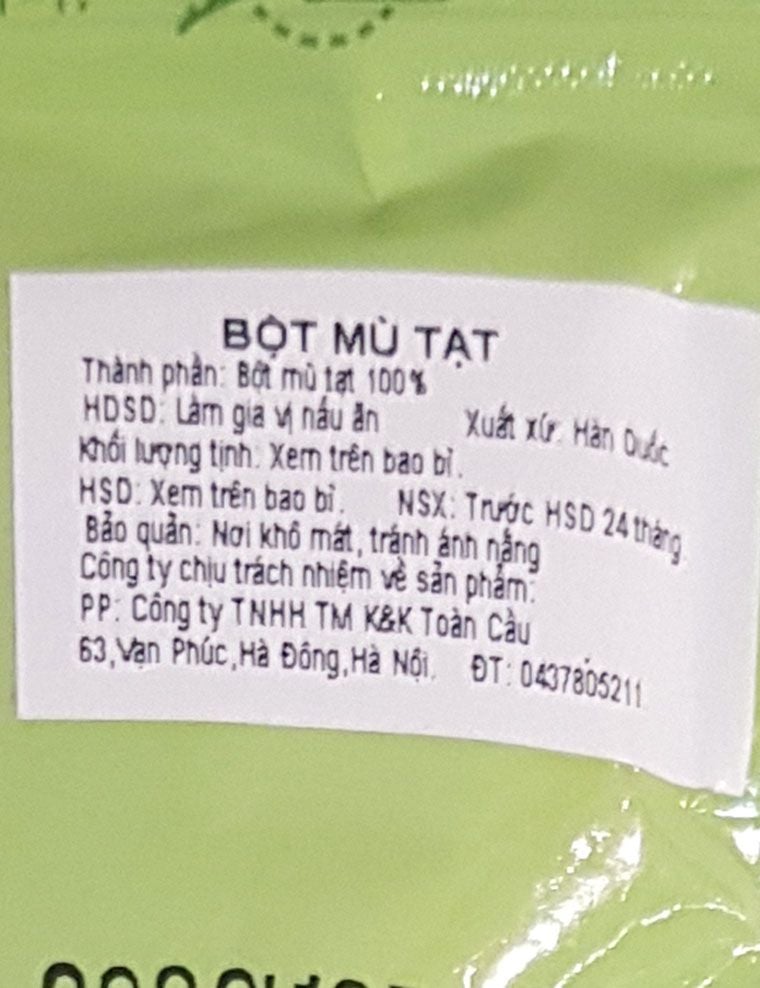 BỘT MÙ TẠT
Thành phần: Bột mù tạt 100%
HDSD: Làm gia vị nấu ăn Xuất xứ: Hàn Quốc
Khối lượng tịnh: Xem trên bao bì.
HSD: Xem trên bao bì. NSX: Trước HSD 24 tháng
Bảo quản: Nơi khô mát, tránh ánh nắng
Công ty chịu trách nhiệm về sản phẩm:
PP: Công ty TNHH TM K&K Toàn Cầu
63,Vạn Phúc,Hà Đông,Hà Nội. ĐT: 0437805211